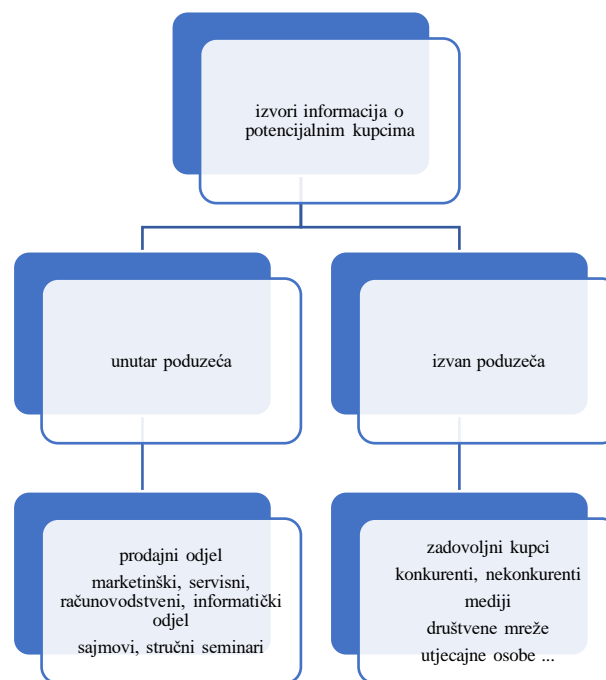 izvori informacija o
potencijalnim kupcima
unutar poduzeća
izvan poduzeča
prodajni odjel
marketinški, servisni,
računovodstveni, informatički
odjel
sajmovi, stručni seminari
zadovoljni kupci
konkurenti, nekonkurenti
mediji
društvene mreže
utjecajne osobe ...